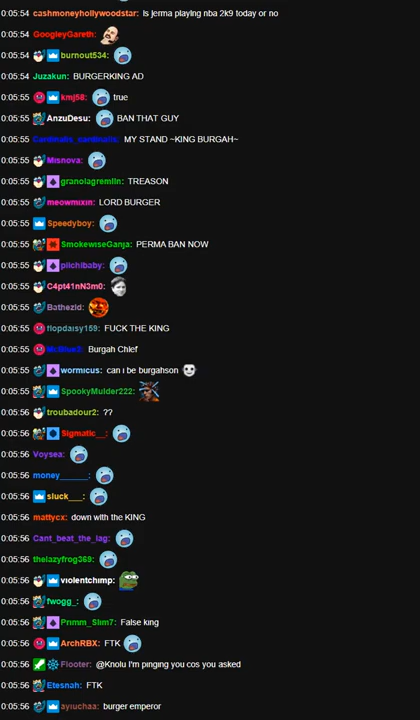 0:05:54 cashmoneyhollywoodstar: is jerma playing nba 2k9 today or no
0:05:54 GoogleyGareth:
0:05:54 burnout534:
0:05:54 Juzakun: BURGERKING AD
0:05:55 kmj58: true
0:05:55 AnzuDesu: BAN THAT GUY
0:05:55 Cardinalis_cardinalis: MY STAND ~KING BURGAH~
0:05:55 Misnova:
0:05:55 granolagremlin: TREASON
0:05:55 meowmixin: LORD BURGER
0:05:55 Speedyboy:
0:05:55 SmokewiseGanja: PERMA BAN NOW
0:05:55 pilchibaby:
0:05:55 C4pt41nN3m0:
0:05:55 Bathezid:
0:05:55 flopdaisy159: FUCK THE KING
0:05:55 Burgah Chief
0:05:55 wormicus: can i be burgahson
0:05:55 SpookyMulder222:
0:05:56 troubadour2: ??
0:05:56 Sigmatic__:
0:05:56 Voysea:
0:05:56 money______:
0:05:56 sluck___:
0:05:56 mattycx: down with the KING
0:05:56 Cant_beat_the_lag:
0:05:56 thelazyfrog369:
0:05:56 violentchimp:
0:05:56 fwogg_:
0:05:56 Primm_Slim7: False king
0:05:56 ArchRBX: FTK
0:05:56 Flooter: @Knolu I'm pinging you cos you asked
0:05:56 Etesnah: FTK
0:05:56 ayiuchaa: burger emperor